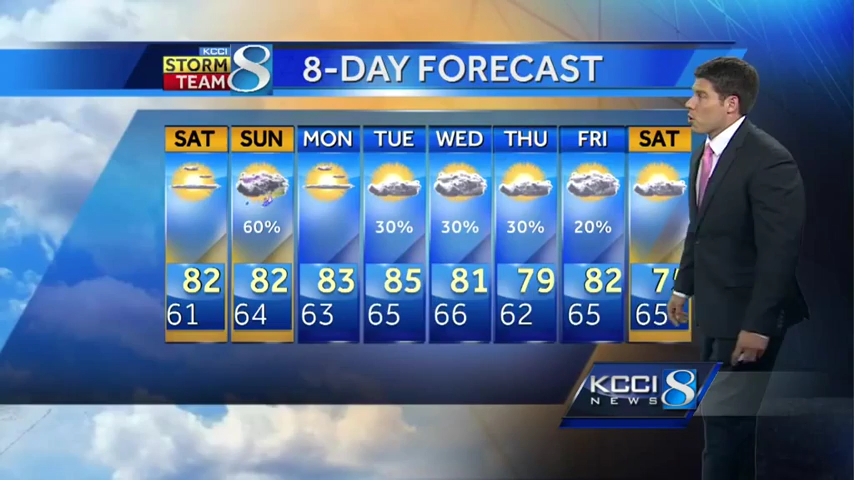 KCCI
STORM
TEAM 8
8-DAY FORECAST
SAT SUN MON TUE WED THU FRI SAT
60% 30% 30% 30% 20%
82 82 83 85 81 79 82
61 64 63 65 66 62 65 65
KCCI 8
NEWS